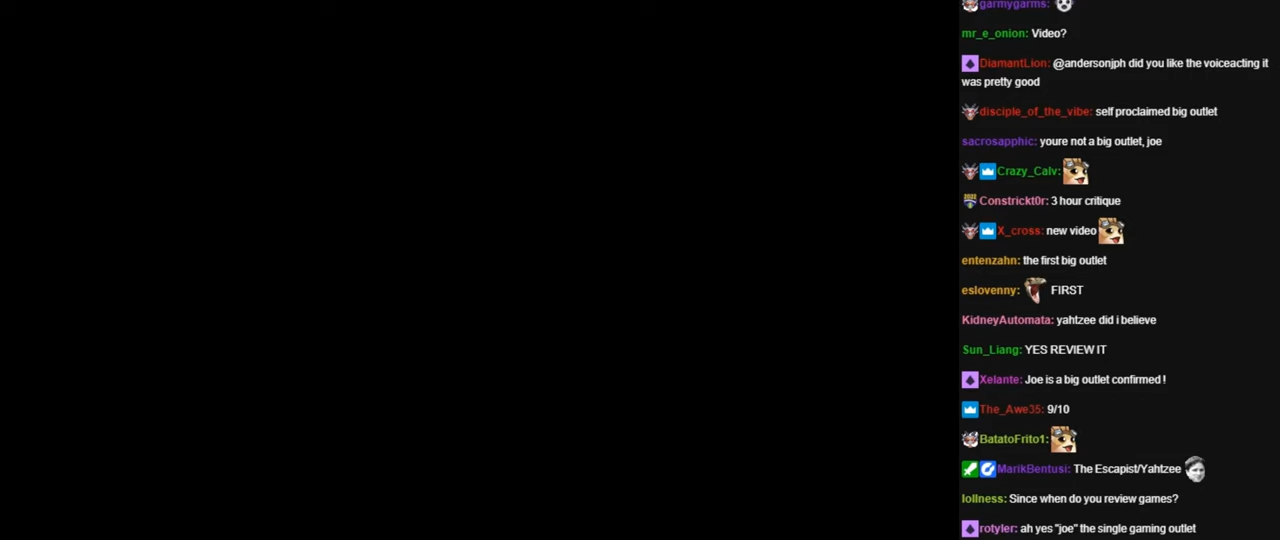 garmygarms:
mr_e_onion: Video?
DiamantLion: @andersonjph did you like the voiceacting it
was pretty good
disciple_of_the_vibe: self proclaimed big outlet
sacrosapphic: youre not a big outlet, joe
Crazy_Calv:
Constrickt0r: 3 hour critique
X_cross: new video
entenzahn: the first big outlet
eslovenny: FIRST
KidneyAutomata: yahtzee did i believe
Sun_Liang: YES REVIEW IT
Xelante: Joe is a big outlet confirmed !
The_Awe35: 9/10
BatatoFrito1:
MarikBentusi: The Escapist/Yahtzee
lollness: Since when do you review games?
rotyler: ah yes "joe" the single gaming outlet